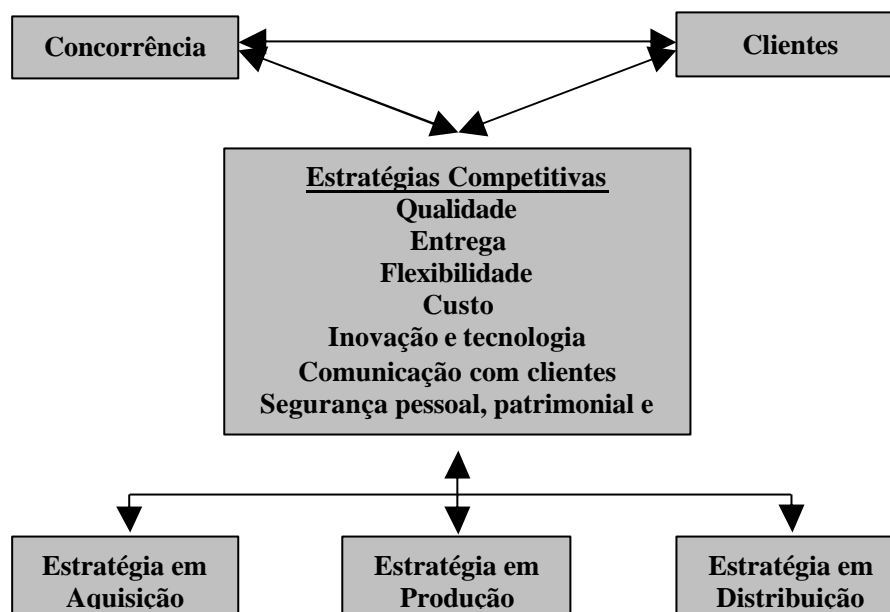 Concorrência
Clientes
Estratégias Competitivas
Qualidade
Entrega
Flexibilidade
Custo
Inovação e tecnologia
Comunicação com clientes
Segurança pessoal, patrimonial e
Estratégia em
Aquisição
Estratégia em
Produção
Estratégia em
Distribuição